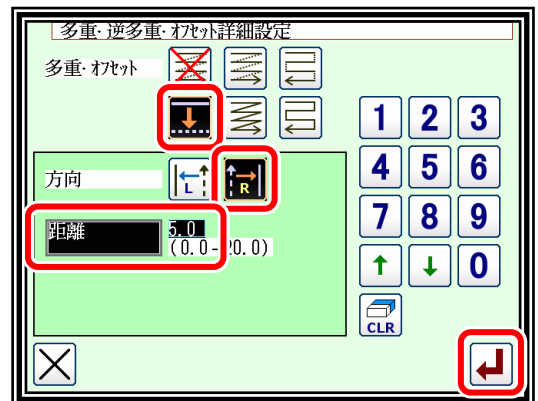 多重･逆多重･ｵﾌｾｯﾄ詳細設定
多重･ｵﾌｾｯﾄ
1 2 3
方向 L R 4 5 6
距離 5.0 7 8 9
(0.0-20.0)
↑ ↓ 0
CLR